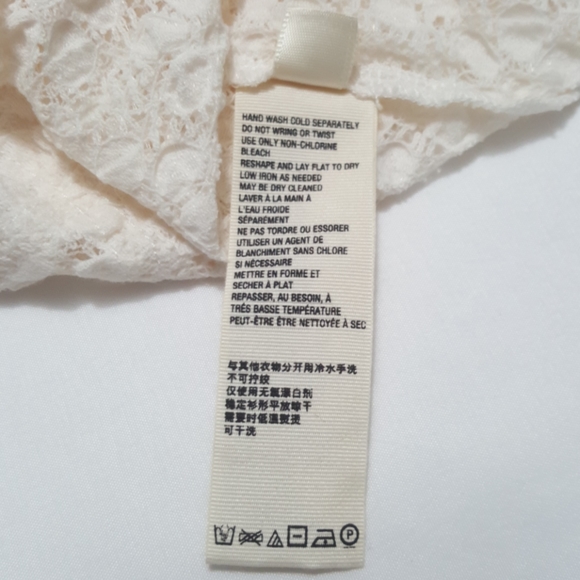 HAND WASH COLD SEPARATELY
DO NOT WRING OR TWIST
USE ONLY NON-CHLORINE
BLEACH
RESHAPE AND LAY FLAT TO DRY
LOW IRON AS NEEDED
MAY BE DRY CLEANED
LAVER À LA MAIN À
L'EAU FROIDE
SÉPARÉMENT
NE PAS TORDRE OU ESSORER
UTILISER UN AGENT DE
BLANCHIMENT SANS CHLORE
SI NÉCESSAIRE
METTRE EN FORME ET
SECHER À PLAT
REPASSER, AU BESOIN, À
TRÈS BASSE TEMPÉRATURE
PEUT-ÊTRE ÊTRE NETTOYÉE À SEC
与其他衣物分开用冷水手洗
不可拧绞
仅使用无氯漂白剂
稳定衫形平放晾干
需要时低温熨烫
可干洗
P